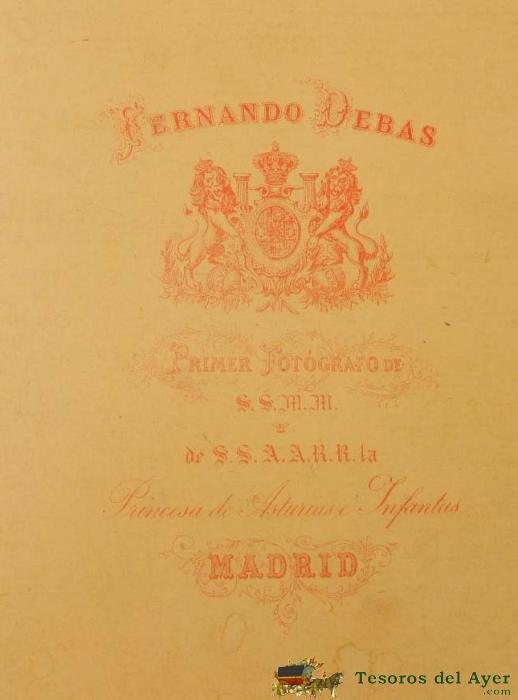 FERNANDO DEBAS
PRIMER FOTÓGRAFO DE
S.S.M.M.
y
de S.S.A.A.R.R. la
Princesa de Asturias é Infantas
MADRID
Tesoros del Ayer
.com